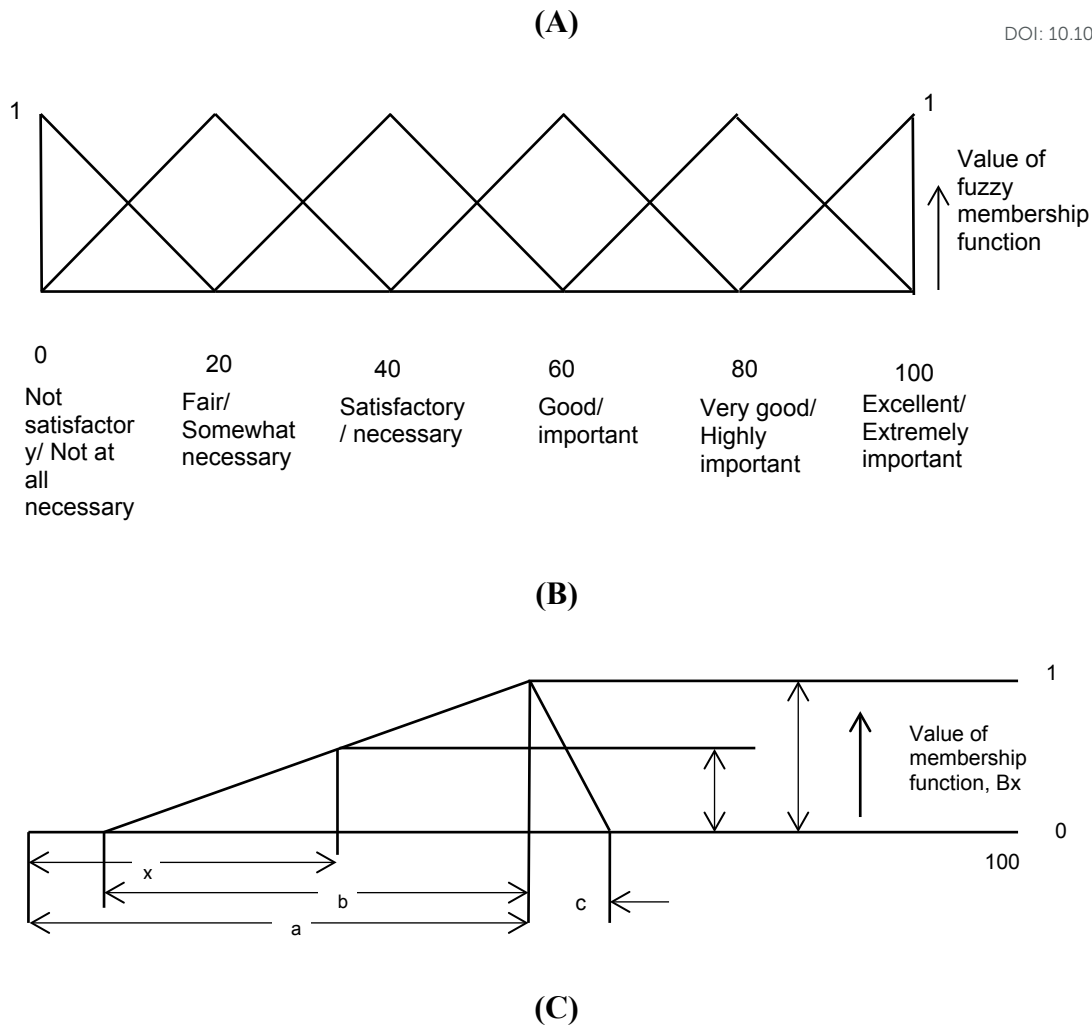 (A)
DOI: 10.10
1
1
Value of
fuzzy
membership
function
0
20
40
60
80
100
Not
satisfactor
y/ Not at
all
necessary
Fair/
Somewhat
necessary
Satisfactory
/ necessary
Good/
important
Very good/
Highly
important
Excellent/
Extremely
important
(B)
1
Value of
membership
function, Bx
0
100
x
b
c
a
(C)